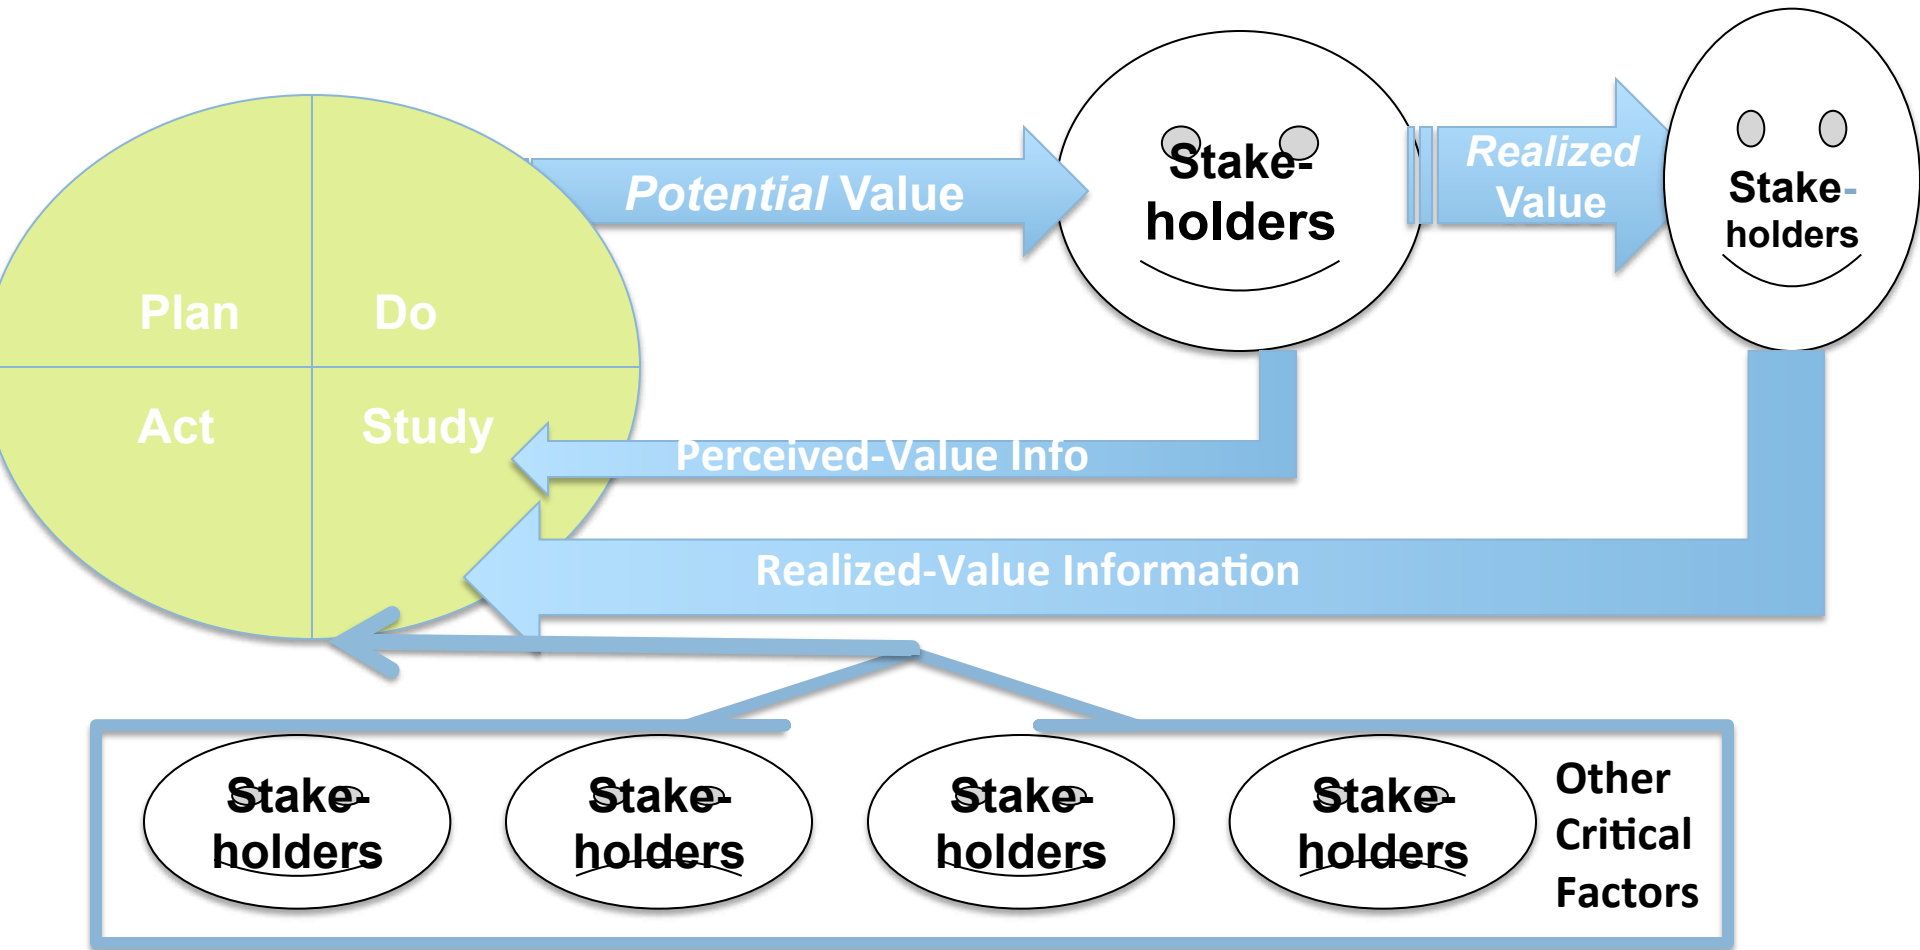 Plan
Do
Act
Study
Potential Value
Stake-
holders
Realized
Value
Stake-
holders
Perceived-Value Info
Realized-Value Information
Stake-
holders
Stake-
holders
Stake-
holders
Stake-
holders
Other
Critical
Factors